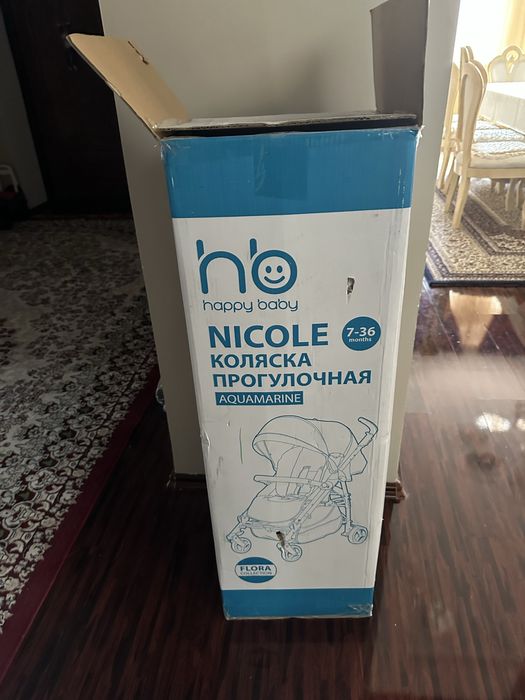 hb
happy baby
NICOLE
7-36
months
КОЛЯСКА
ПРОГУЛОЧНАЯ
AQUAMARINE
FLORA
COLLECTION